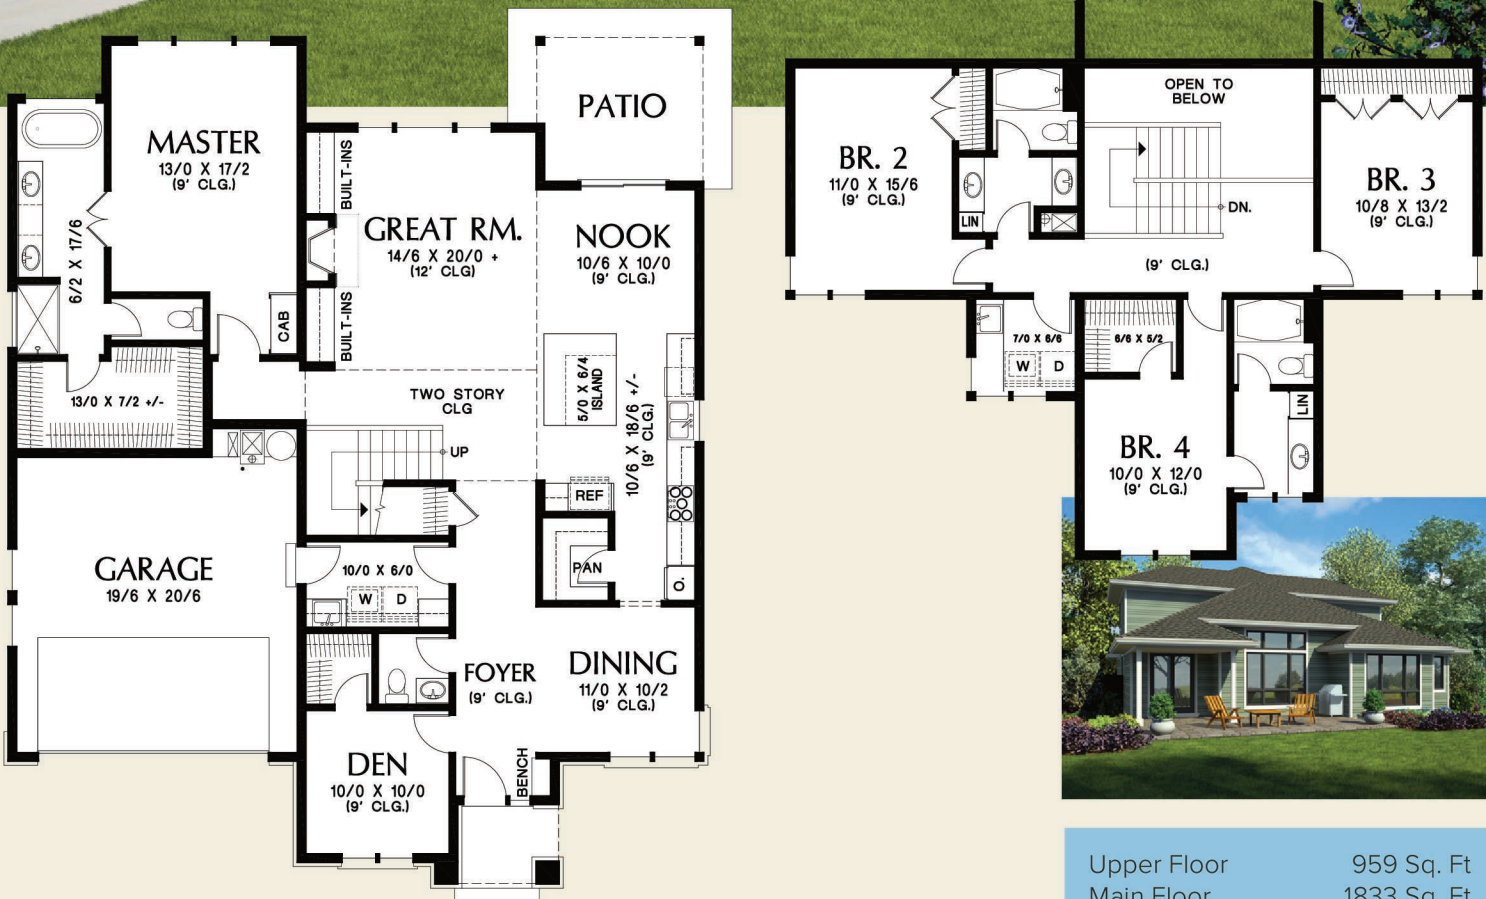 MASTER
13/0 X 17/2
(9' CLG.)
6/2 X 17/6
CAB
13/0 X 7/2 +/-
BUILT-INS
BUILT-INS
GREAT RM.
14/6 X 20/0 +
(12' CLG)
PATIO
NOOK
10/6 X 10/0
(9' CLG.)
5/0 X 6/4
ISLAND
10/6 X 18/6 +/-
(9' CLG.)
TWO STORY
CLG
UP
REF
PAN
O.
GARAGE
19/6 X 20/6
10/0 X 6/0
W
D
FOYER
(9' CLG.)
DINING
11/0 X 10/2
(9' CLG.)
DEN
10/0 X 10/0
(9' CLG.)
BENCH
BR. 2
11/0 X 15/6
(9' CLG.)
LIN
OPEN TO
BELOW
DN.
(9' CLG.)
BR. 3
10/8 X 13/2
(9' CLG.)
7/0 X 6/6
W
D
6/6 X 5/2
LIN
BR. 4
10/0 X 12/0
(9' CLG.)
Upper Floor 959 Sq. Ft
Main Floor 1833 Sq. Ft